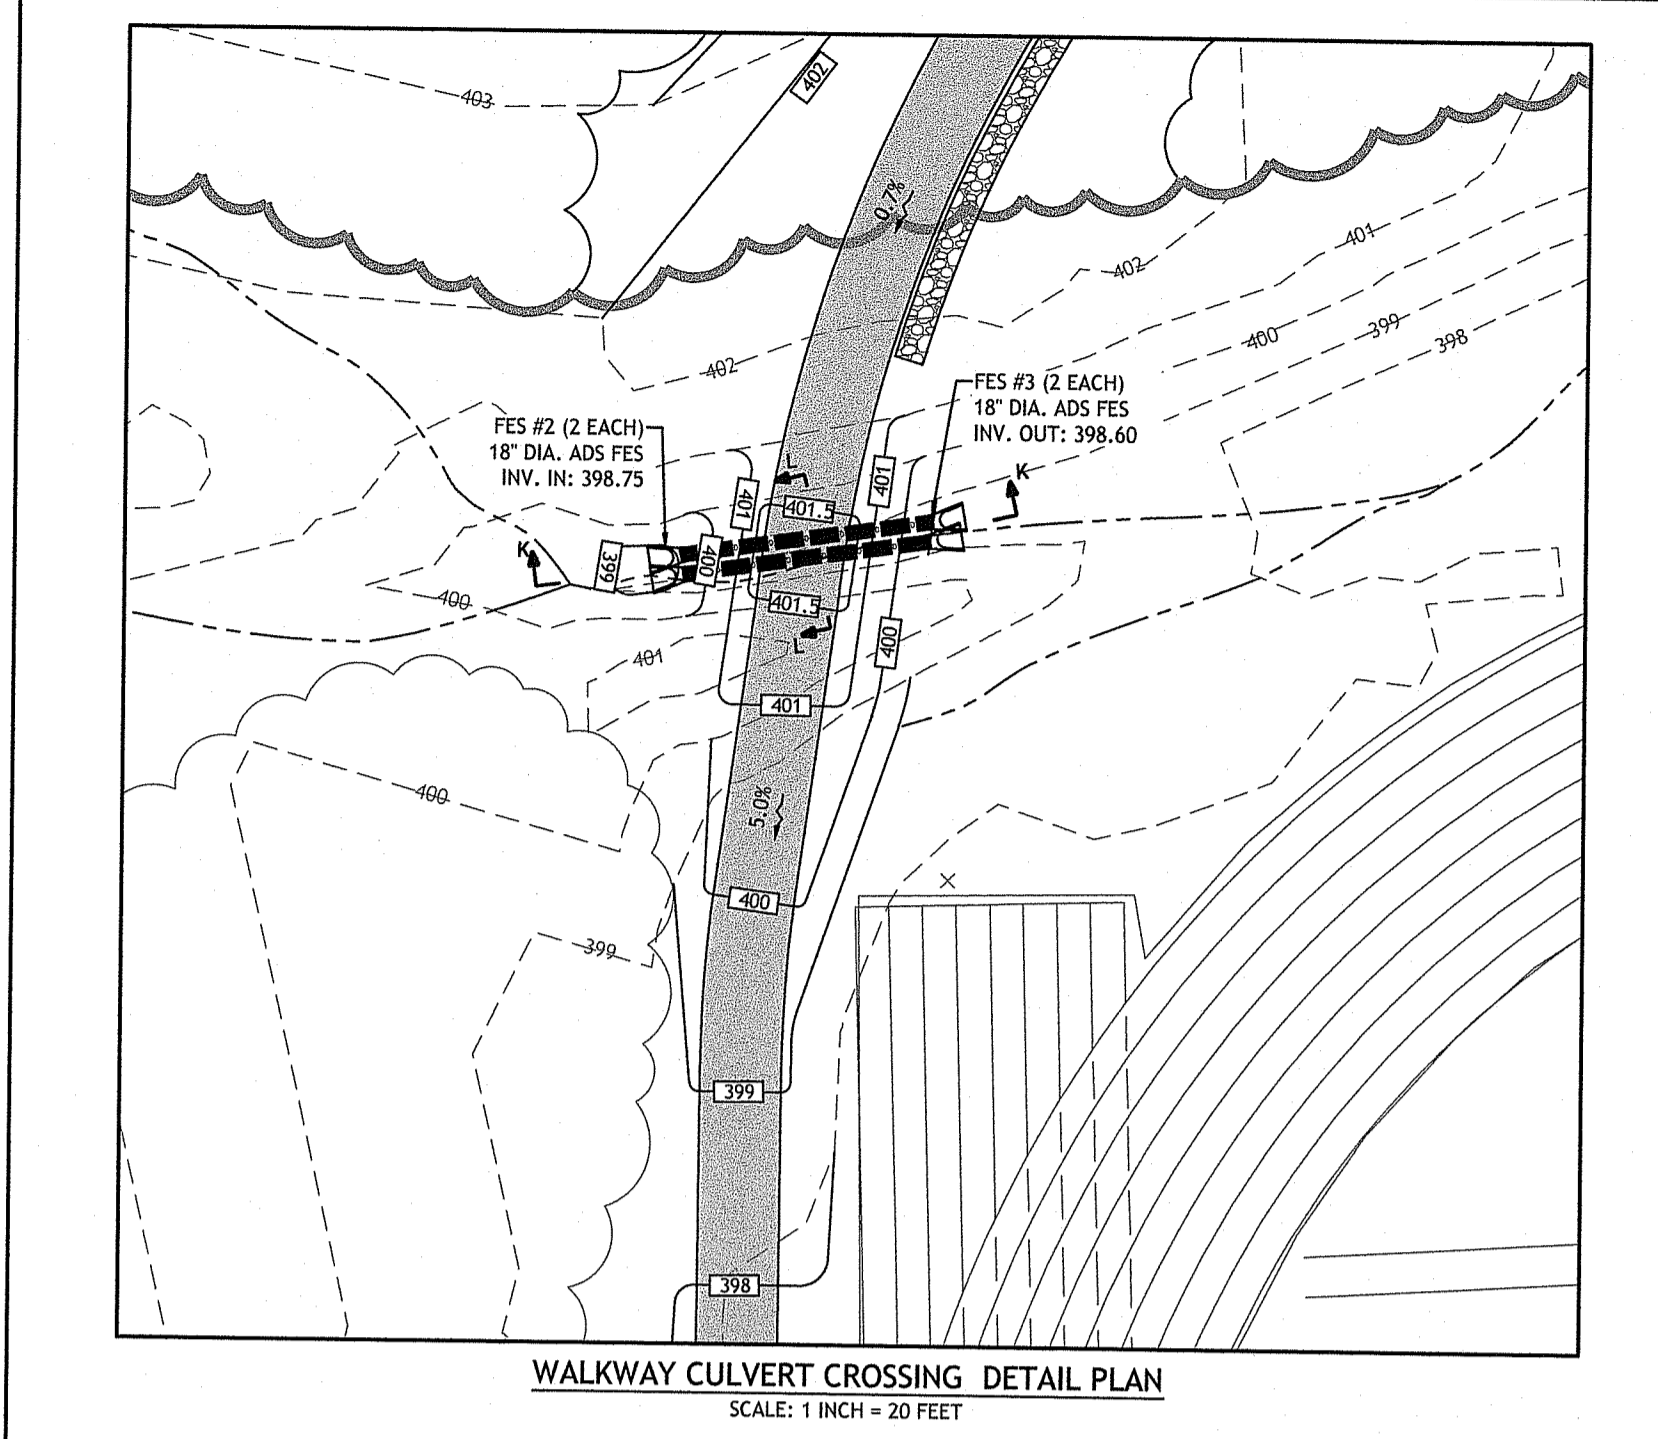 403
402
0.7%
401
402
400
399
398
402
FES #3 (2 EACH)
18" DIA. ADS FES
INV. OUT: 398.60
FES #2 (2 EACH)
18" DIA. ADS FES
INV. IN: 398.75
L
K
401
401
401.5
K
399
400
400
401.5
L
400
401
401
5.0%
400
400
399
399
398
WALKWAY CULVERT CROSSING DETAIL PLAN
SCALE: 1 INCH = 20 FEET